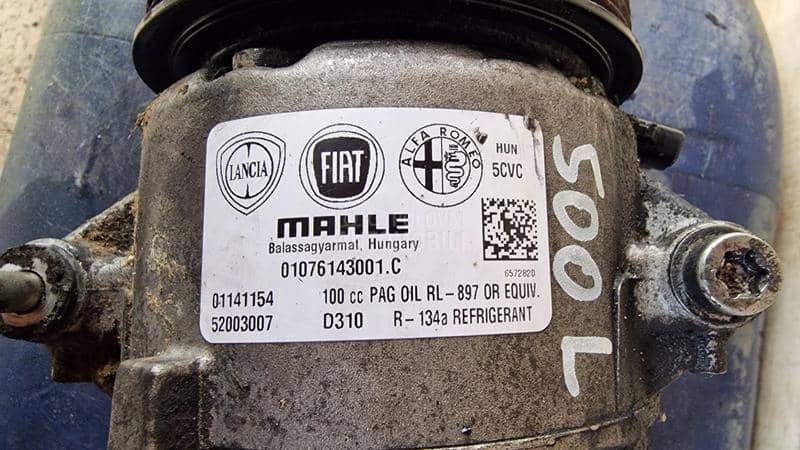 LANCIA
FIAT
ALFA ROMEO
HUN
5CVC
MAHLE
Balassagyarmat, Hungary
01076143001.C
6572820
01141154
100 cc PAG OIL RL-897 OR EQUIV.
52003007
D310
R-134a REFRIGERANT
500L